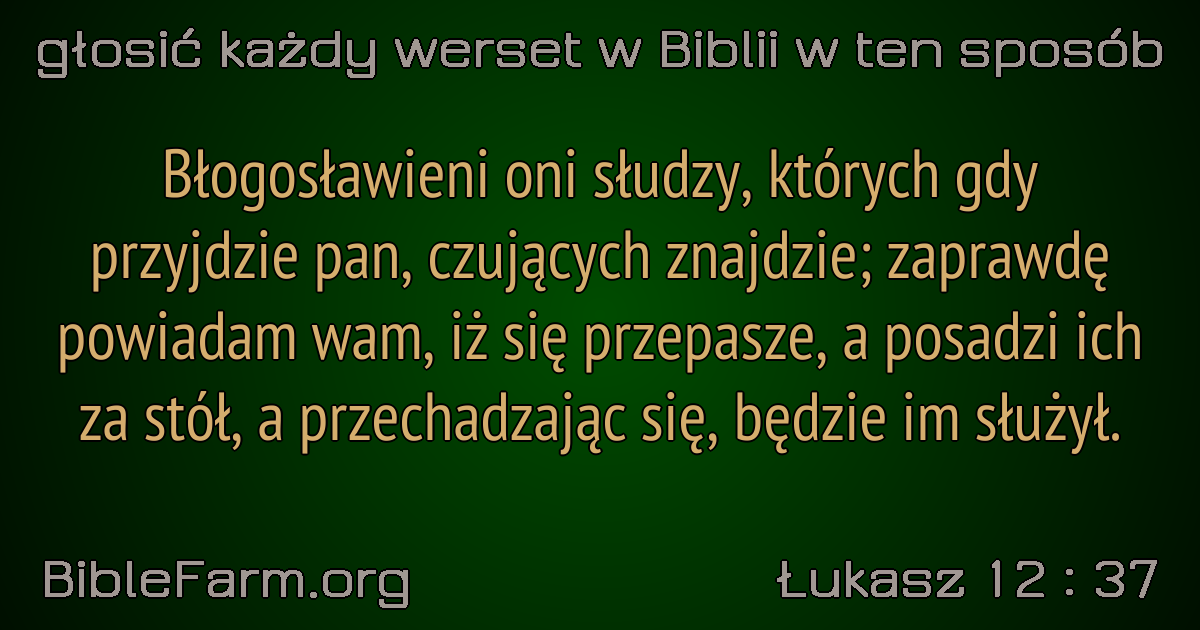 głosić każdy werset w Biblii w ten sposób
Błogosławieni oni słudzy, których gdy
przyjdzie pan, czujących znajdzie; zaprawdę
powiadam wam, iż się przepasze, a posadzi ich
za stół, a przechadzając się, będzie im służył.
BibleFarm.org
Łukasz 12 : 37